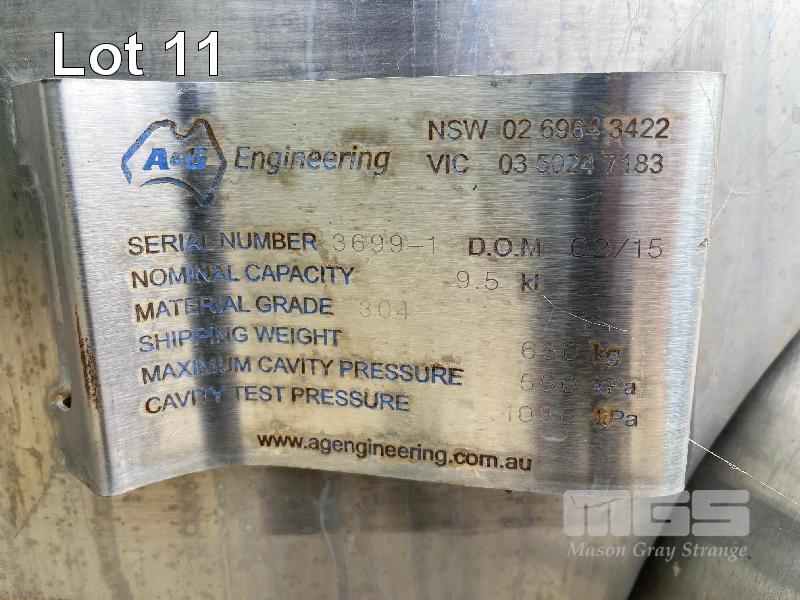 Lot 11
A&G Engineering
NSW 02 6964 3422
VIC 03 5024 7183
SERIAL NUMBER 3699-1 D.O.M 02/15
NOMINAL CAPACITY 9.5 kl
MATERIAL GRADE 304
SHIPPING WEIGHT 630 kg
MAXIMUM CAVITY PRESSURE kPa
CAVITY TEST PRESSURE kPa
www.agengineering.com.au
MGS
Mason Gray Strange